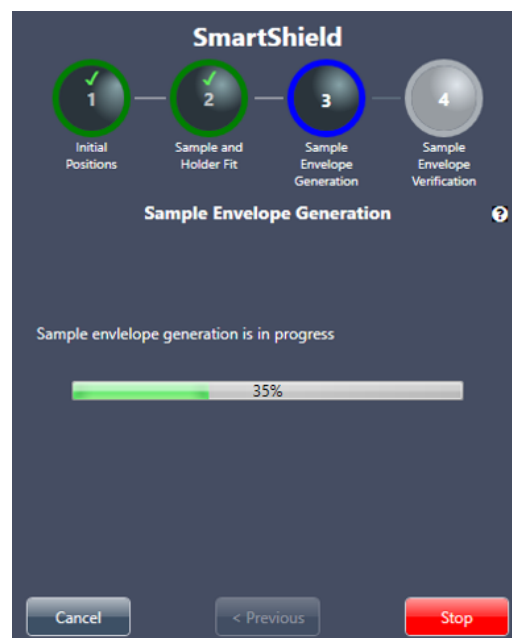 SmartShield
1 2 3 4
Initial Positions
Sample and Holder Fit
Sample Envelope Generation
Sample Envelope Verification
Sample Envelope Generation ?
Sample envlelope generation is in progress
35%
Cancel < Previous Stop